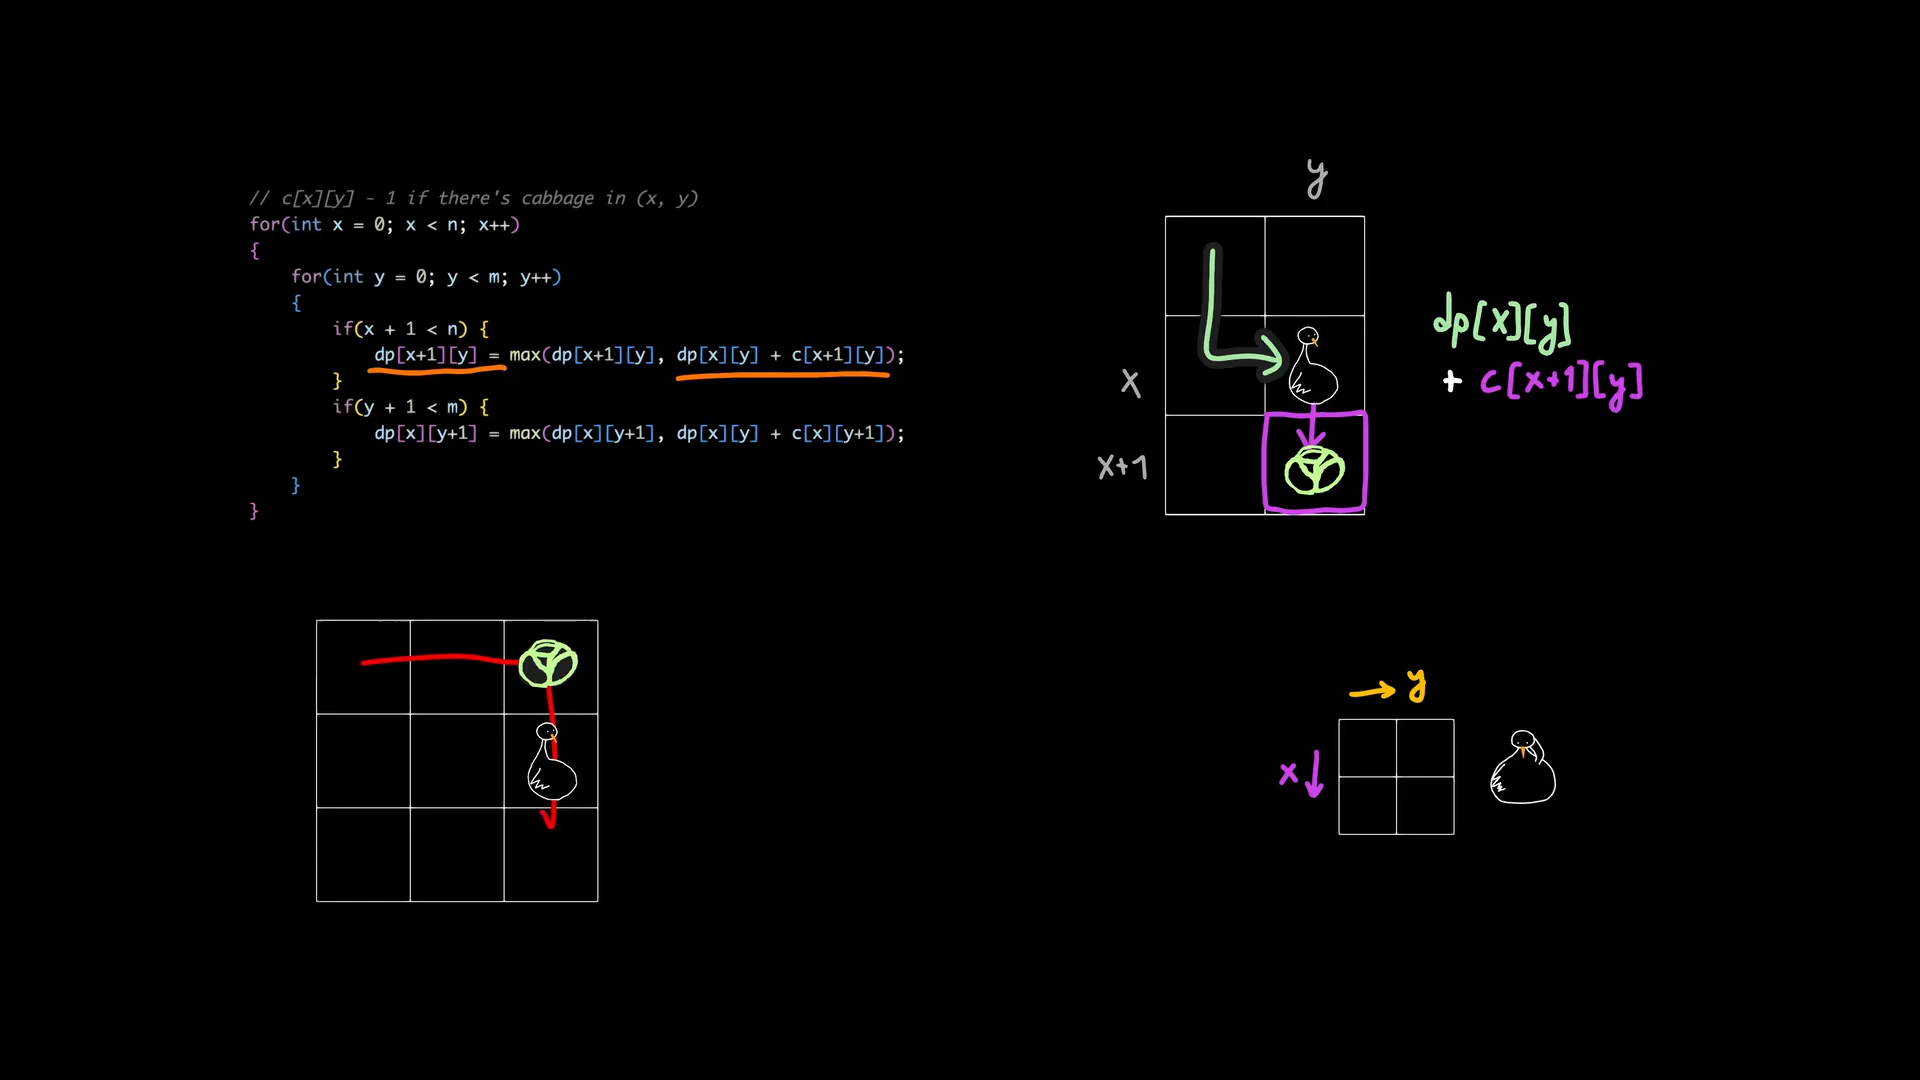 // c[x][y] - 1 if there's cabbage in (x, y)
for(int x = 0; x < n; x++)
{
    for(int y = 0; y < m; y++)
    {
        if(x + 1 < n) {
            dp[x+1][y] = max(dp[x+1][y], dp[x][y] + c[x+1][y]);
        }
        if(y + 1 < m) {
            dp[x][y+1] = max(dp[x][y+1], dp[x][y] + c[x][y+1]);
        }
    }
}
y
x
x+1
dp[x][y]
+ c[x+1][y]
y
x